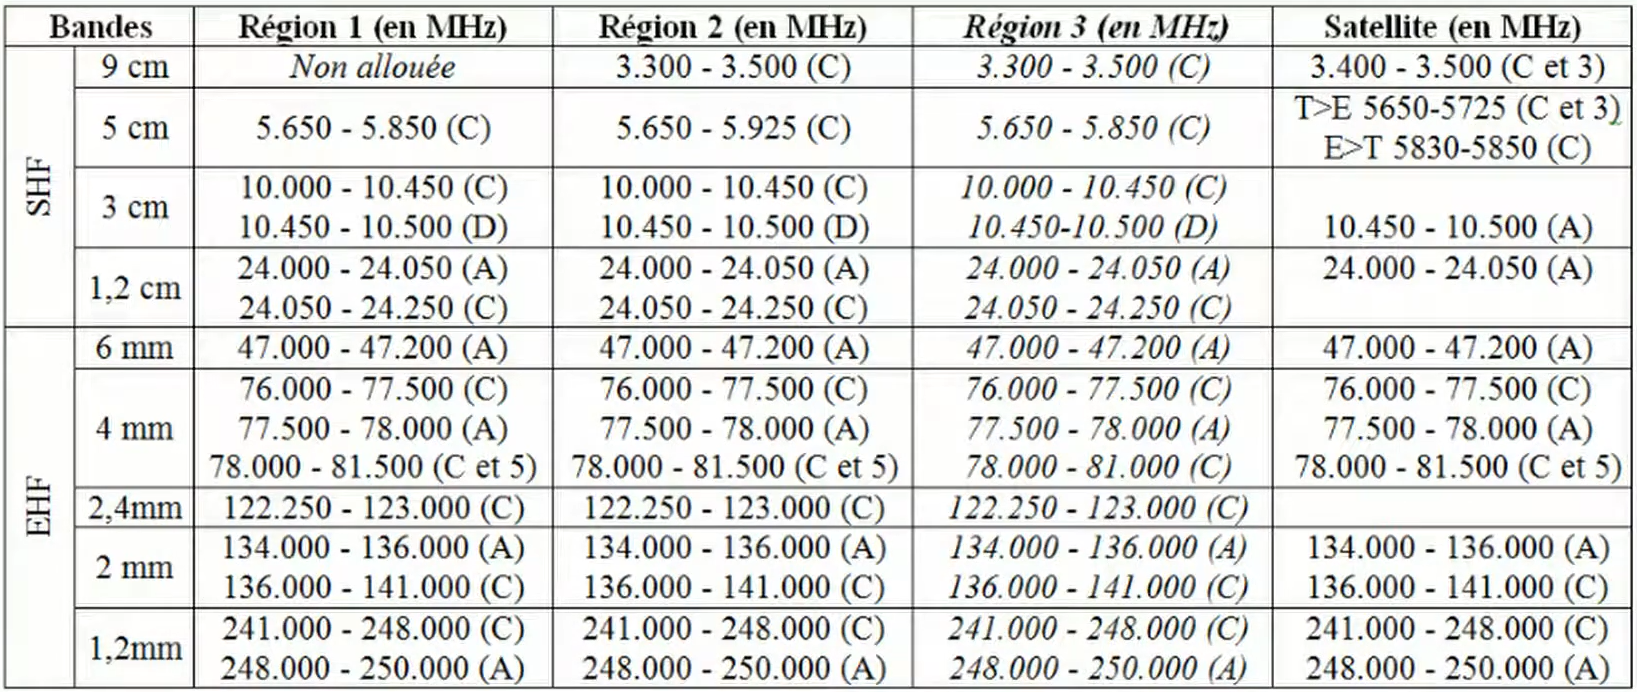 Bandes Région 1 (en MHz) Région 2 (en MHz) Région 3 (en MHz) Satellite (en MHz)
SHF
9 cm Non allouée 3.300 - 3.500 (C) 3.300 - 3.500 (C) 3.400 - 3.500 (C et 3)
5 cm 5.650 - 5.850 (C) 5.650 - 5.925 (C) 5.650 - 5.850 (C) T>E 5650-5725 (C et 3)
E>T 5830-5850 (C)
3 cm 10.000 - 10.450 (C) 10.000 - 10.450 (C) 10.000 - 10.450 (C)
10.450 - 10.500 (D) 10.450 - 10.500 (D) 10.450-10.500 (D) 10.450 - 10.500 (A)
1,2 cm 24.000 - 24.050 (A) 24.000 - 24.050 (A) 24.000 - 24.050 (A) 24.000 - 24.050 (A)
24.050 - 24.250 (C) 24.050 - 24.250 (C) 24.050 - 24.250 (C)
EHF
6 mm 47.000 - 47.200 (A) 47.000 - 47.200 (A) 47.000 - 47.200 (A) 47.000 - 47.200 (A)
4 mm 76.000 - 77.500 (C) 76.000 - 77.500 (C) 76.000 - 77.500 (C) 76.000 - 77.500 (C)
77.500 - 78.000 (A) 77.500 - 78.000 (A) 77.500 - 78.000 (A) 77.500 - 78.000 (A)
78.000 - 81.500 (C et 5) 78.000 - 81.500 (C et 5) 78.000 - 81.000 (C) 78.000 - 81.500 (C et 5)
2,4mm 122.250 - 123.000 (C) 122.250 - 123.000 (C) 122.250 - 123.000 (C)
2 mm 134.000 - 136.000 (A) 134.000 - 136.000 (A) 134.000 - 136.000 (A) 134.000 - 136.000 (A)
136.000 - 141.000 (C) 136.000 - 141.000 (C) 136.000 - 141.000 (C) 136.000 - 141.000 (C)
1,2mm 241.000 - 248.000 (C) 241.000 - 248.000 (C) 241.000 - 248.000 (C) 241.000 - 248.000 (C)
248.000 - 250.000 (A) 248.000 - 250.000 (A) 248.000 - 250.000 (A) 248.000 - 250.000 (A)